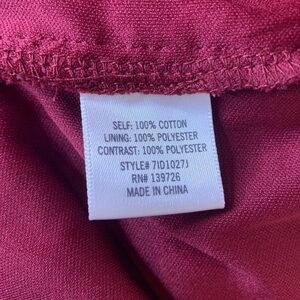 SELF: 100% COTTON
LINING: 100% POLYESTER
CONTRAST: 100% POLYESTER
STYLE# 7ID1027J
RN# 139726
MADE IN CHINA